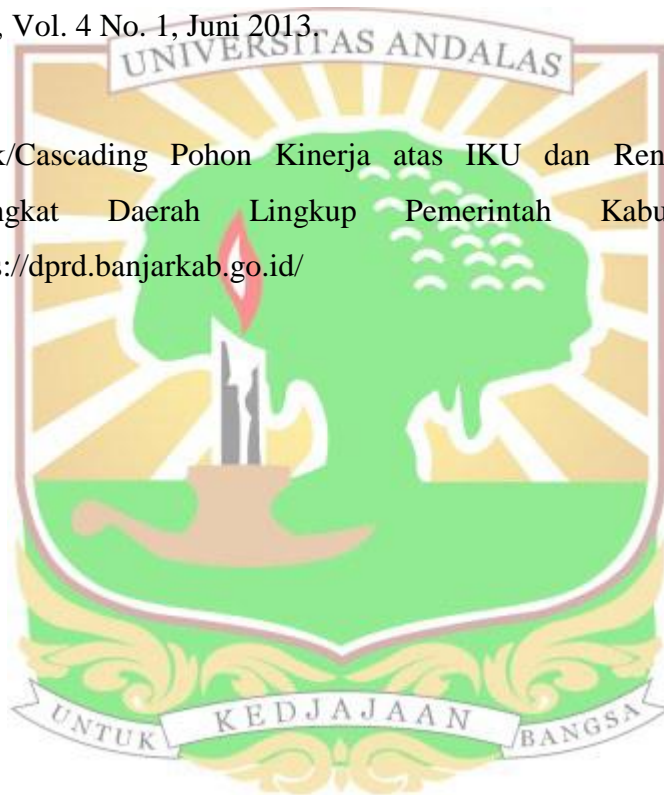 , Vol. 4 No. 1, Juni 2013.
UNIVERSITAS ANDALAS
k/Cascading Pohon Kinerja atas IKU dan Ren
ngkat Daerah Lingkup Pemerintah Kabu
s://dprd.banjarkab.go.id/
UNTUK KEDJAJAAN BANGSA